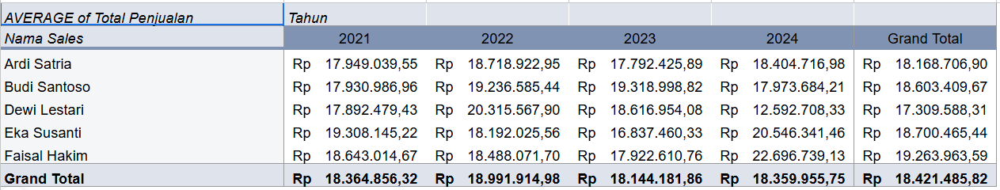 AVERAGE of Total Penjualan Tahun
Nama Sales 2021 2022 2023 2024 Grand Total
Ardi Satria Rp 17.949.039,55 Rp 18.718.922,95 Rp 17.792.425,89 Rp 18.404.716,98 Rp 18.168.706,90
Budi Santoso Rp 17.930.986,96 Rp 19.236.585,44 Rp 19.318.998,82 Rp 17.973.684,21 Rp 18.603.409,67
Dewi Lestari Rp 17.892.479,43 Rp 20.315.567,90 Rp 18.616.954,08 Rp 12.592.708,33 Rp 17.309.588,31
Eka Susanti Rp 19.308.145,22 Rp 18.192.025,56 Rp 16.837.460,33 Rp 20.546.341,46 Rp 18.700.465,44
Faisal Hakim Rp 18.643.014,67 Rp 18.488.071,70 Rp 17.922.610,76 Rp 22.696.739,13 Rp 19.263.963,59
Grand Total Rp 18.364.856,32 Rp 18.991.914,98 Rp 18.144.181,86 Rp 18.359.955,75 Rp 18.421.485,82